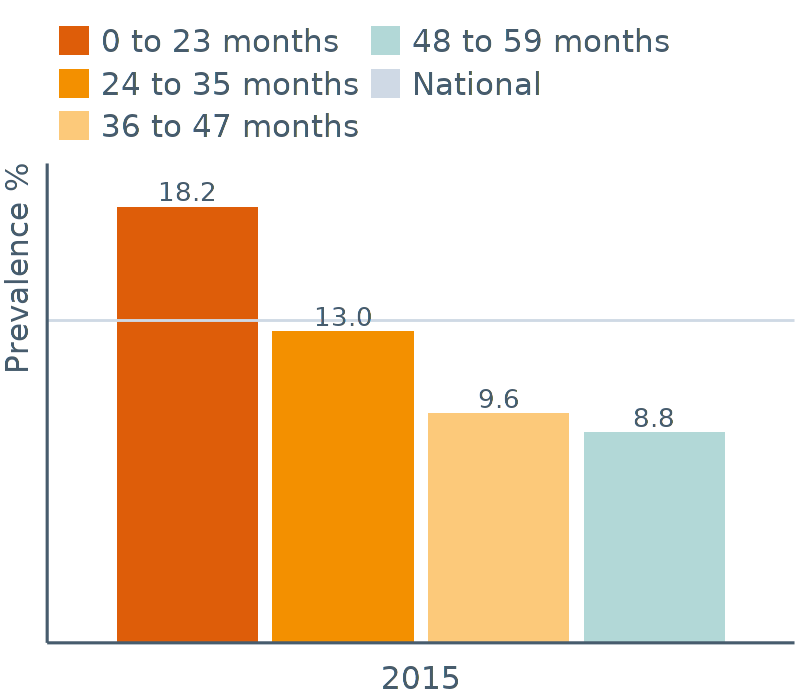 0 to 23 months
24 to 35 months
36 to 47 months
48 to 59 months
National
Prevalence %
18.2
13.0
9.6
8.8
2015